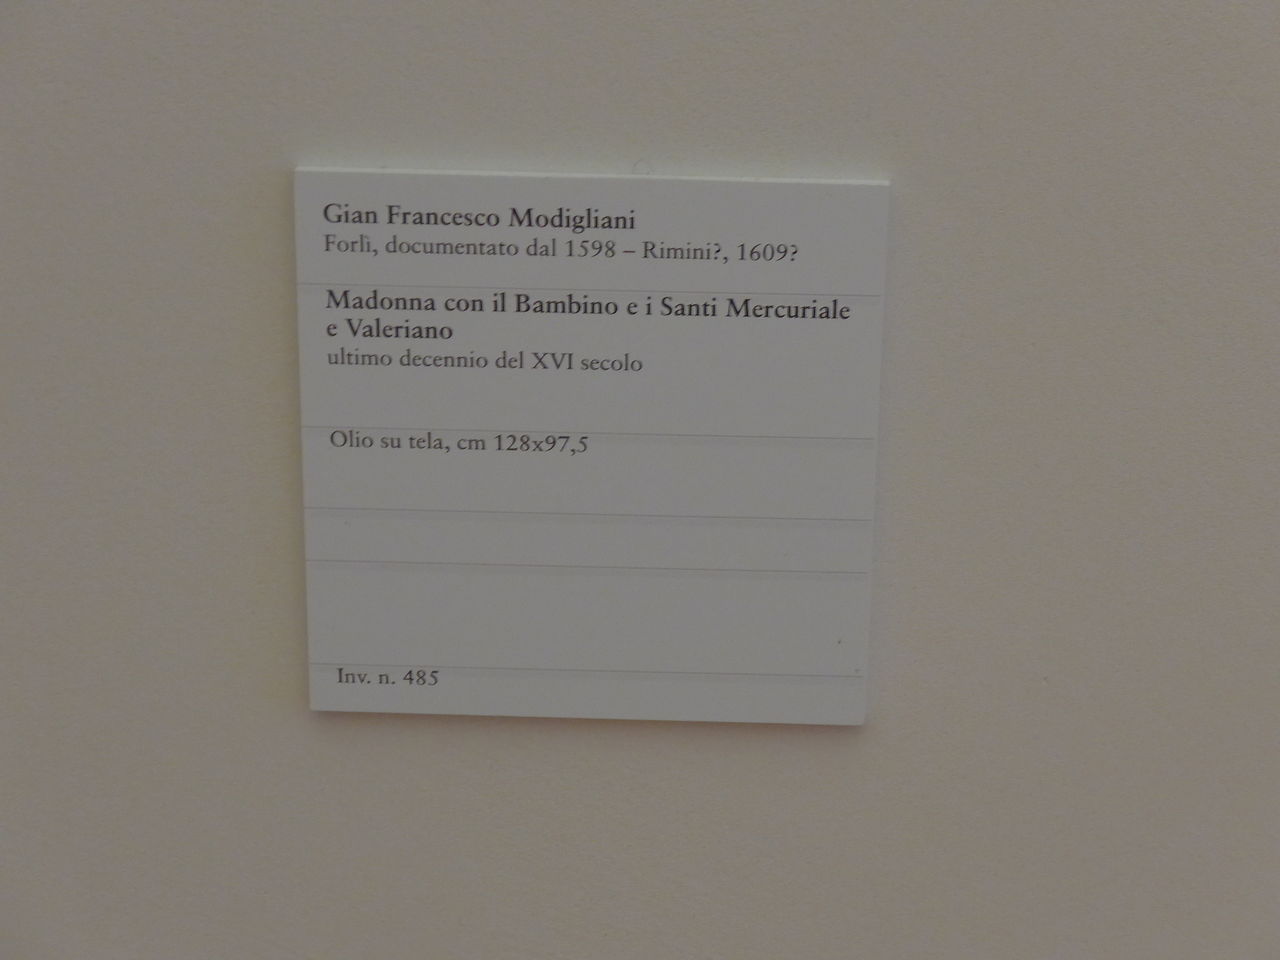 Gian Francesco Modigliani
Forlì, documentato dal 1598 – Rimini?, 1609?
Madonna con il Bambino e i Santi Mercuriale
e Valeriano
ultimo decennio del XVI secolo
Olio su tela, cm 128x97,5
Inv. n. 485